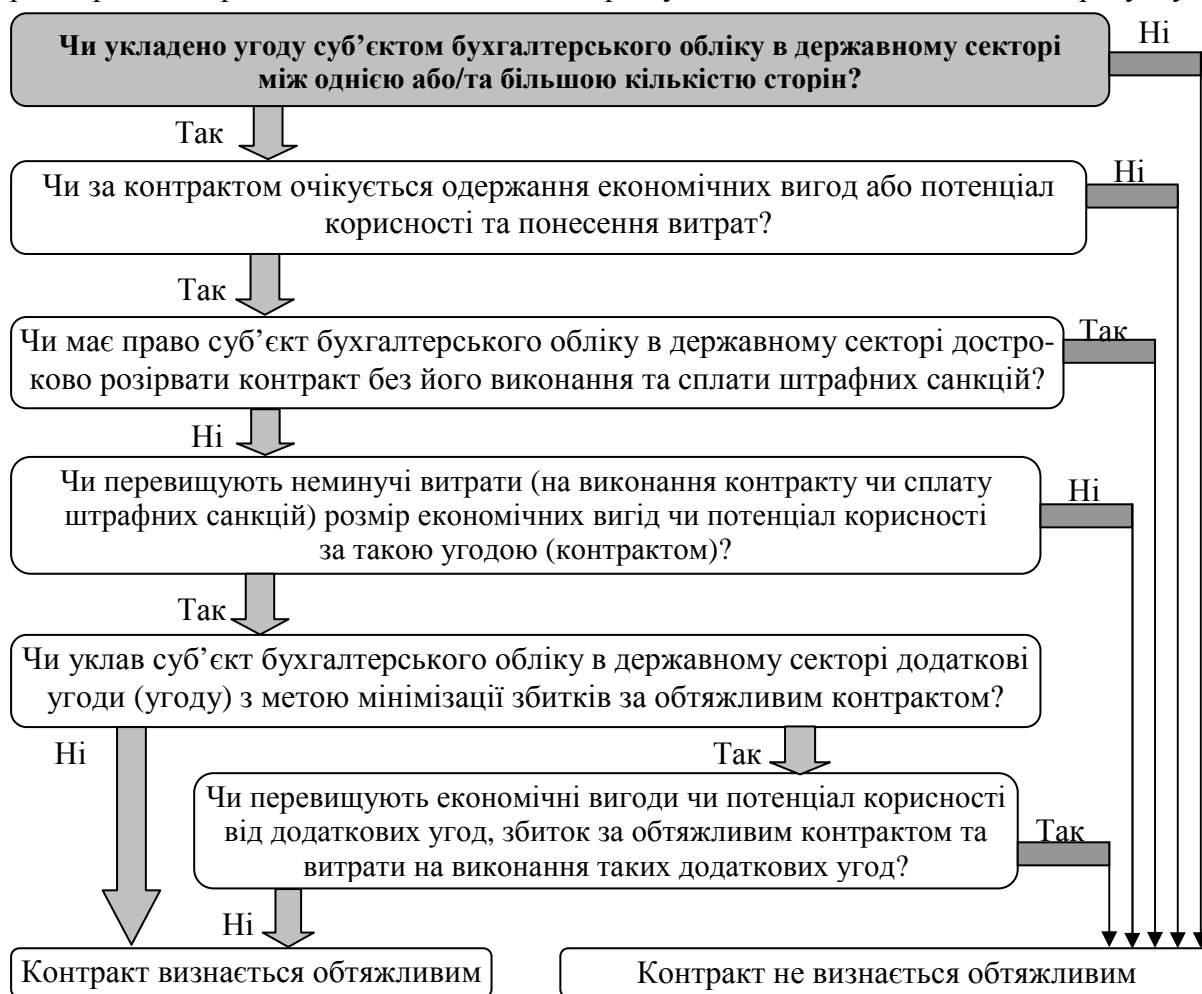 Чи укладено угоду суб’єктом бухгалтерського обліку в державному секторі
між однією або/та більшою кількістю сторін?
Ні
Так
Чи за контрактом очікується одержання економічних вигод або потенціал
корисності та понесення витрат?
Ні
Так
Чи має право суб’єкт бухгалтерського обліку в державному секторі достро-
ково розірвати контракт без його виконання та сплати штрафних санкцій?
Так
Ні
Чи перевищують неминучі витрати (на виконання контракту чи сплату
штрафних санкцій) розмір економічних вигід чи потенціал корисності
за такою угодою (контрактом)?
Ні
Так
Чи уклав суб’єкт бухгалтерського обліку в державному секторі додаткові
угоди (угоду) з метою мінімізації збитків за обтяжливим контрактом?
Ні
Так
Чи перевищують економічні вигоди чи потенціал корисності
від додаткових угод, збиток за обтяжливим контрактом та
витрати на виконання таких додаткових угод?
Так
Ні
Контракт визнається обтяжливим
Контракт не визнається обтяжливим